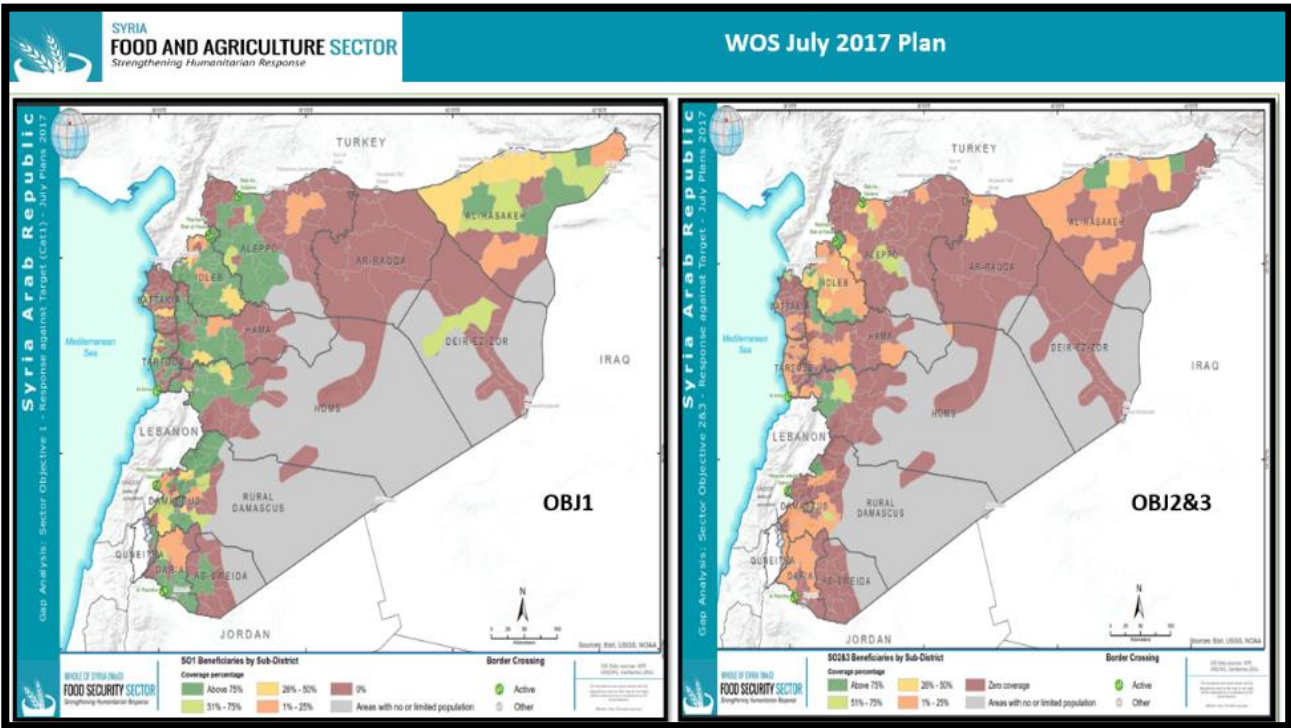 SYRIA
FOOD AND AGRICULTURE SECTOR
Strengthening Humanitarian Response
WOS July 2017 Plan
Syria Arab Republic
Gap Analysis: Sector Objective 1 - Response against Target (Cat1) - July Plans 2017
TURKEY
AL-HASAKEH
ALEPPO
AR-RAQQA
IDLEB
LATTAKIA
HAMA
Mediterranean
Sea
TARTOUS
DEIR-EZ-ZOR
IRAQ
HOMS
LEBANON
DAMASCUS
RURAL
DAMASCUS
OBJ1
QUNEITRA
DAR'A
AS-SWEIDA
N
JORDAN
Sources: Esri, USGS, NOAA
WHOLE OF SYRIA (WoS)
FOOD SECURITY SECTOR
Strengthening Humanitarian Response
SO1 Beneficiaries by Sub-District
Coverage percentage
Above 75%
26% - 50%
0%
51% - 75%
1% - 25%
Areas with no or limited population
Border Crossing
Active
Other
Syria Arab Republic
Gap Analysis: Sector Objective 2&3 - Response against Target - July Plans 2017
TURKEY
AL-HASAKEH
ALEPPO
AR-RAQQA
IDLEB
LATTAKIA
HAMA
Mediterranean
Sea
TARTOUS
DEIR-EZ-ZOR
IRAQ
HOMS
LEBANON
DAMASCUS
RURAL
DAMASCUS
OBJ2&3
QUNEITRA
DAR'A
AS-SWEIDA
N
JORDAN
Sources: Esri, USGS, NOAA
WHOLE OF SYRIA (WoS)
FOOD SECURITY SECTOR
Strengthening Humanitarian Response
SO2&3 Beneficiaries by Sub-District
Coverage percentage
Above 75%
26% - 50%
Zero coverage
51% - 75%
1% - 25%
Areas with no or limited population
Border Crossing
Active
Other